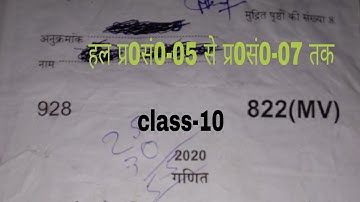 मुद्रित पृष्ठों की संख्या 8
अनुक्रमांक
नाम
हल प्र0सं0-05 से प्र0सं0-07 तक
928
class-10
822(MV)
2020
गणित